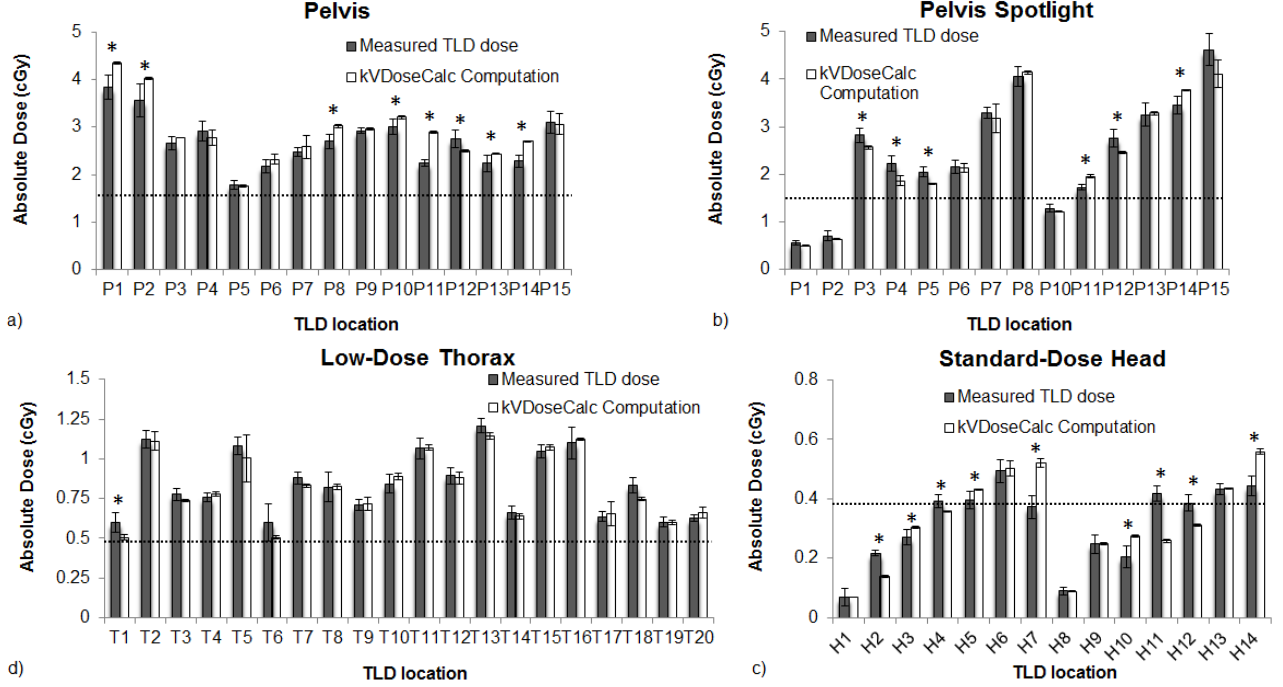 Pelvis
Absolute Dose (cGy)
5
4
3
2
1
0
Measured TLD dose
kVDoseCalc Computation
* * * * * * * *
P1 P2 P3 P4 P5 P6 P7 P8 P9 P10 P11 P12 P13 P14 P15
TLD location
a)
Pelvis Spotlight
Absolute Dose (cGy)
5
4
3
2
1
0
Measured TLD dose
kVDoseCalc
Computation
* * * * * *
P1 P2 P3 P4 P5 P6 P7 P8 P10 P11 P12 P13 P14 P15
TLD location
b)
Low-Dose Thorax
Absolute Dose (cGy)
1.5
1.25
1
0.75
0.5
0.25
0
Measured TLD dose
kVDoseCalc Computation
*
T1 T2 T3 T4 T5 T6 T7 T8 T9 T10 T11 T12 T13 T14 T15 T16 T17 T18 T19 T20
TLD location
d)
Standard-Dose Head
Absolute Dose (cGy)
0.8
0.6
0.4
0.2
0
Measured TLD dose
kVDoseCalc Computation
* * * * * * * * *
H1 H2 H3 H4 H5 H6 H7 H8 H9 H10 H11 H12 H13 H14
TLD location
c)